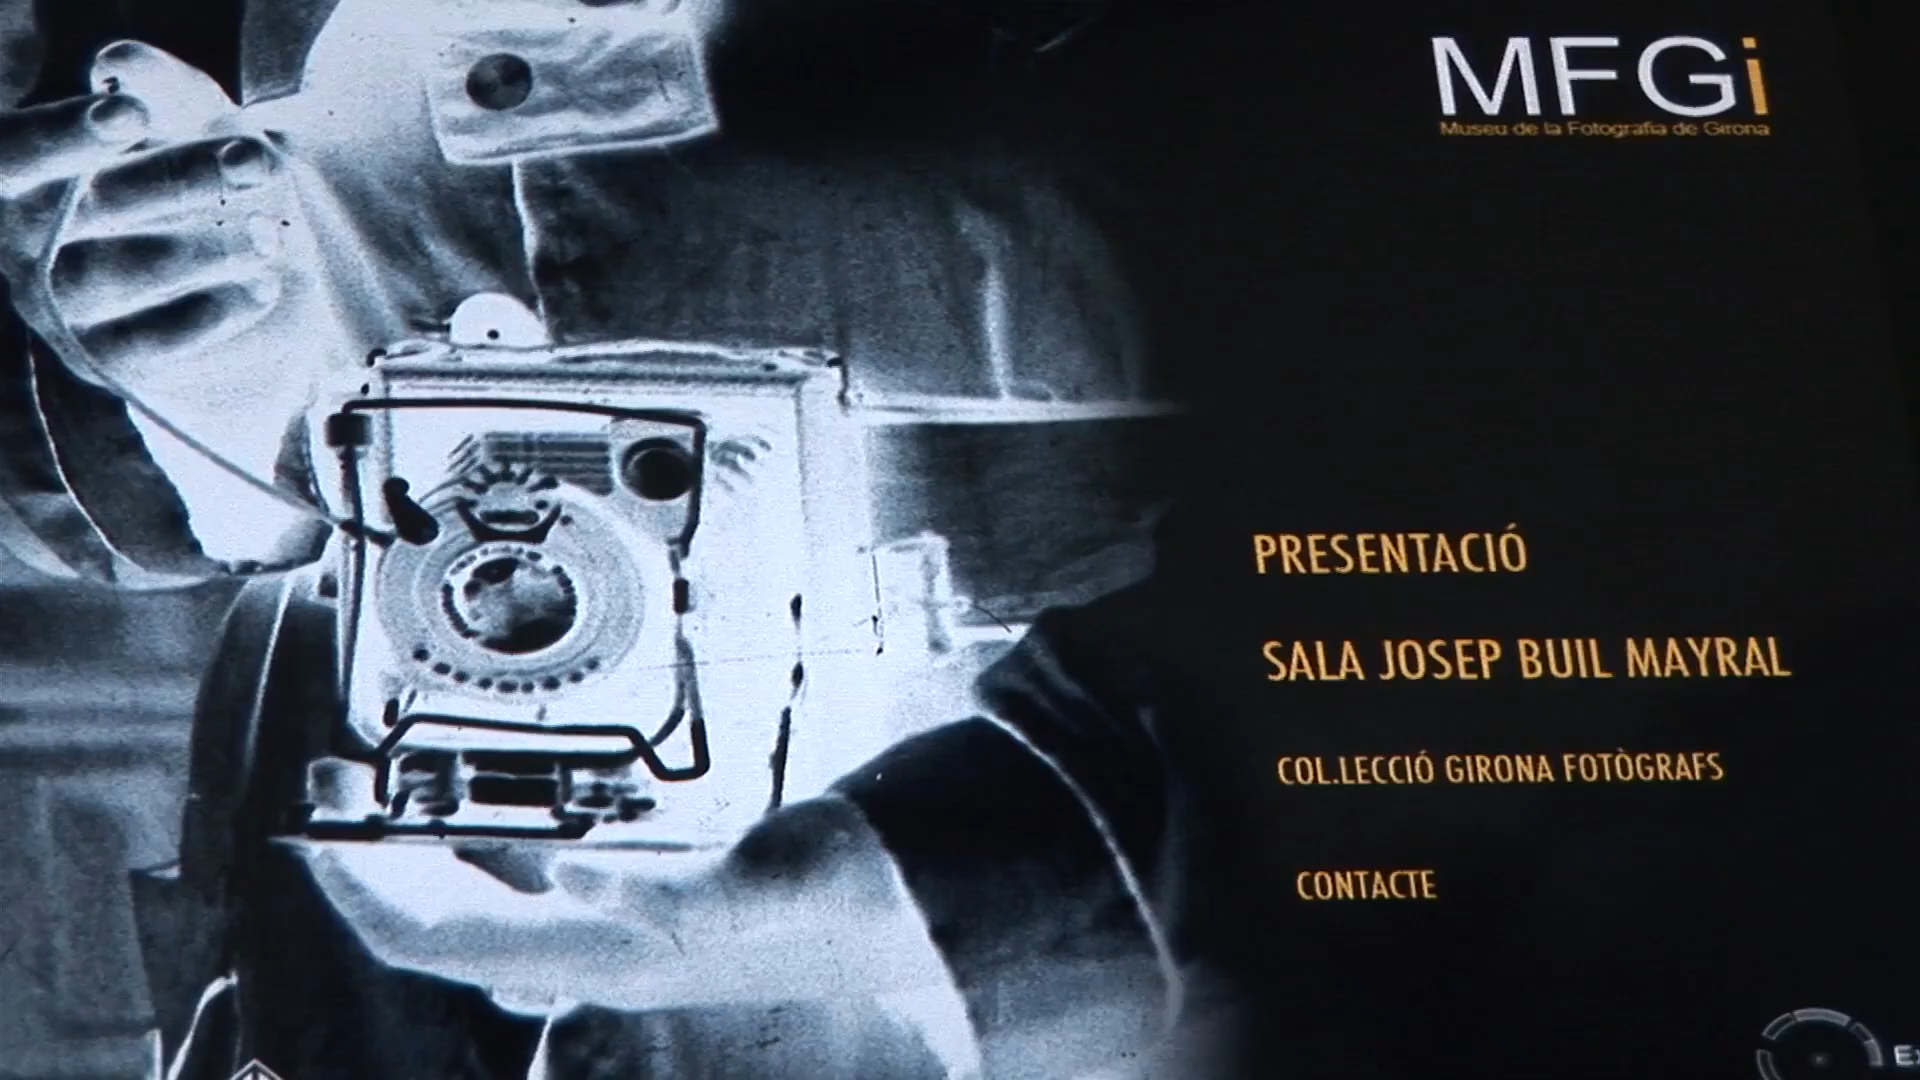 MFGi
Museu de la Fotografia de Girona
PRESENTACIÓ
SALA JOSEP BUIL MAYRAL
COL.LECCIÓ GIRONA FOTÒGRAFS
CONTACTE